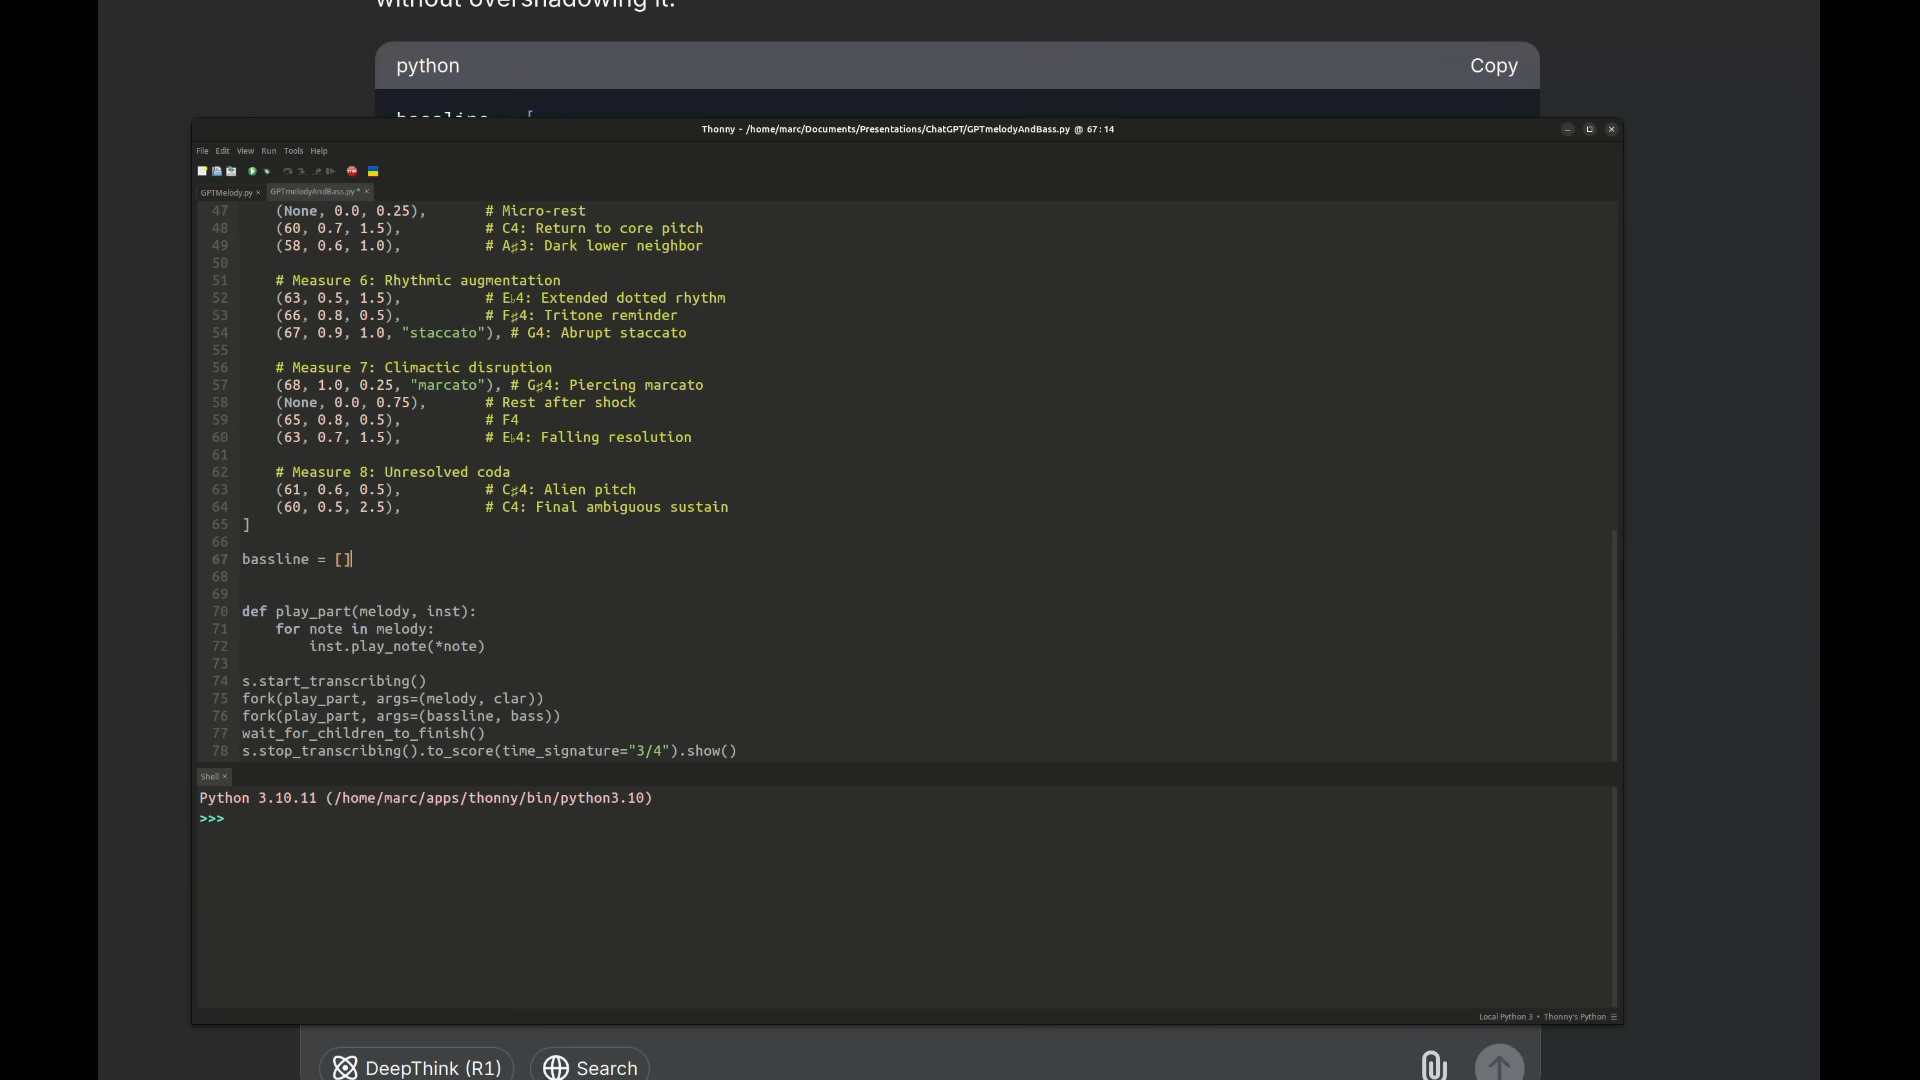 without overshadowing it.
python
Copy
bassline = [
Thonny - /home/marc/Documents/Presentations/ChatGPT/GPTmelodyAndBass.py @ 67:14
File Edit View Run Tools Help
GPTMelody.py ×
GPTmelodyAndBass.py * ×
47 (None, 0.0, 0.25), # Micro-rest
48 (60, 0.7, 1.5), # C4: Return to core pitch
49 (58, 0.6, 1.0), # A♯3: Dark lower neighbor
50
51 # Measure 6: Rhythmic augmentation
52 (63, 0.5, 1.5), # E♭4: Extended dotted rhythm
53 (66, 0.8, 0.5), # F♯4: Tritone reminder
54 (67, 0.9, 1.0, "staccato"), # G4: Abrupt staccato
55
56 # Measure 7: Climactic disruption
57 (68, 1.0, 0.25, "marcato"), # G♯4: Piercing marcato
58 (None, 0.0, 0.75), # Rest after shock
59 (65, 0.8, 0.5), # F4
60 (63, 0.7, 1.5), # E♭4: Falling resolution
61
62 # Measure 8: Unresolved coda
63 (61, 0.6, 0.5), # C♯4: Alien pitch
64 (60, 0.5, 2.5), # C4: Final ambiguous sustain
65 ]
66
67 bassline = []
68
69
70 def play_part(melody, inst):
71 for note in melody:
72 inst.play_note(*note)
73
74 s.start_transcribing()
75 fork(play_part, args=(melody, clar))
76 fork(play_part, args=(bassline, bass))
77 wait_for_children_to_finish()
78 s.stop_transcribing().to_score(time_signature="3/4").show()
Shell ×
Python 3.10.11 (/home/marc/apps/thonny/bin/python3.10)
>>>
Local Python 3 • Thonny's Python ☰
DeepThink (R1)
Search